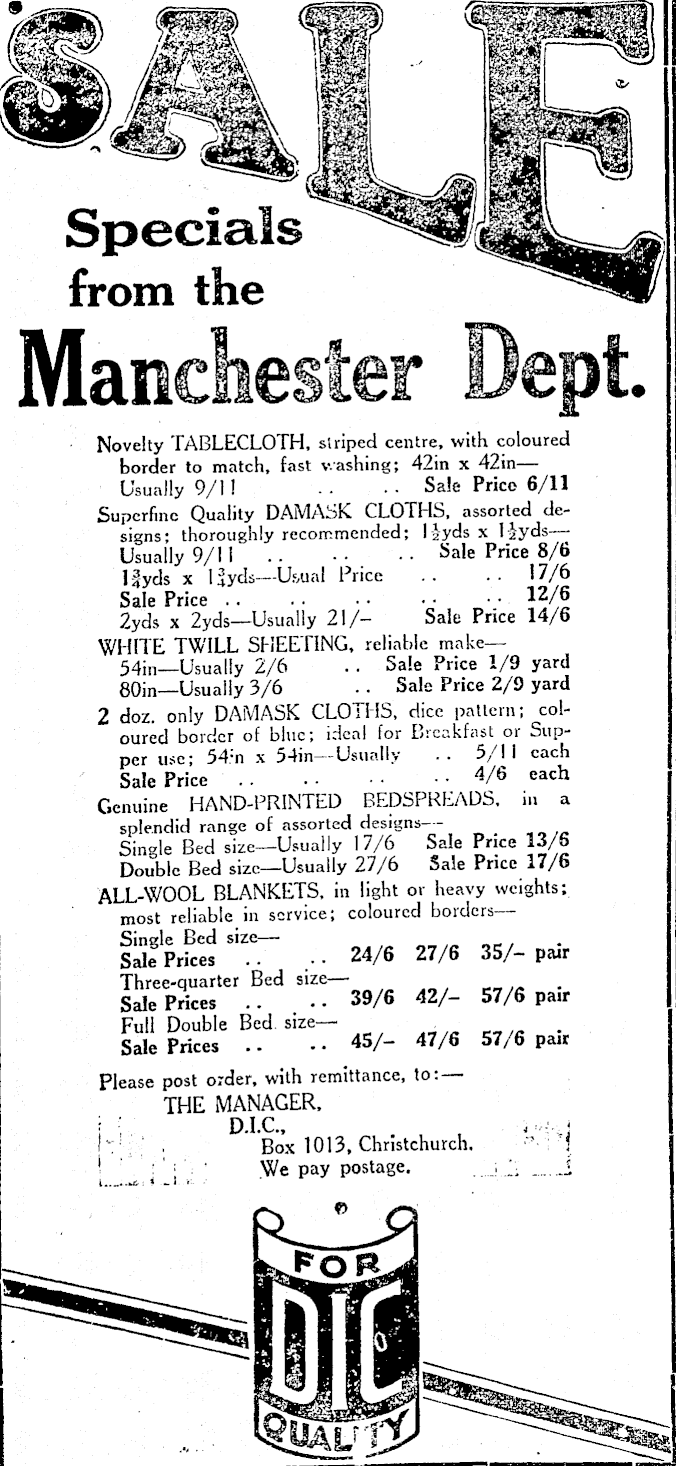 SALE
Specials
from the
Manchester Dept.
Novelty TABLECLOTH, striped centre, with coloured
border to match, fast washing; 42in x 42in—
Usually 9/11 .. .. Sale Price 6/11
Superfine Quality DAMASK CLOTHS, assorted de-
signs; thoroughly recommended; 1½yds x 1½yds—
Usually 9/11 .. .. .. Sale Price 8/6
1¾yds x 1¾yds—Usual Price .. .. 17/6
Sale Price .. .. .. .. .. 12/6
2yds x 2yds—Usually 21/- Sale Price 14/6
WHITE TWILL SHEETING, reliable make—
54in—Usually 2/6 .. Sale Price 1/9 yard
80in—Usually 3/6 .. Sale Price 2/9 yard
2 doz. only DAMASK CLOTHS, dice pattern; col-
oured border of blue; ideal for Breakfast or Sup-
per use; 54in x 54in—Usually .. 5/11 each
Sale Price .. .. .. .. 4/6 each
Genuine HAND-PRINTED BEDSPREADS, in a
splendid range of assorted designs—
Single Bed size—Usually 17/6 Sale Price 13/6
Double Bed size—Usually 27/6 Sale Price 17/6
ALL-WOOL BLANKETS, in light or heavy weights;
most reliable in service; coloured borders—
Single Bed size—
Sale Prices .. .. 24/6 27/6 35/- pair
Three-quarter Bed size—
Sale Prices .. .. 39/6 42/- 57/6 pair
Full Double Bed size—
Sale Prices .. .. 45/- 47/6 57/6 pair
Please post order, with remittance, to:—
THE MANAGER,
D.I.C.,
Box 1013, Christchurch.
We pay postage.
FOR
DIC
QUALITY